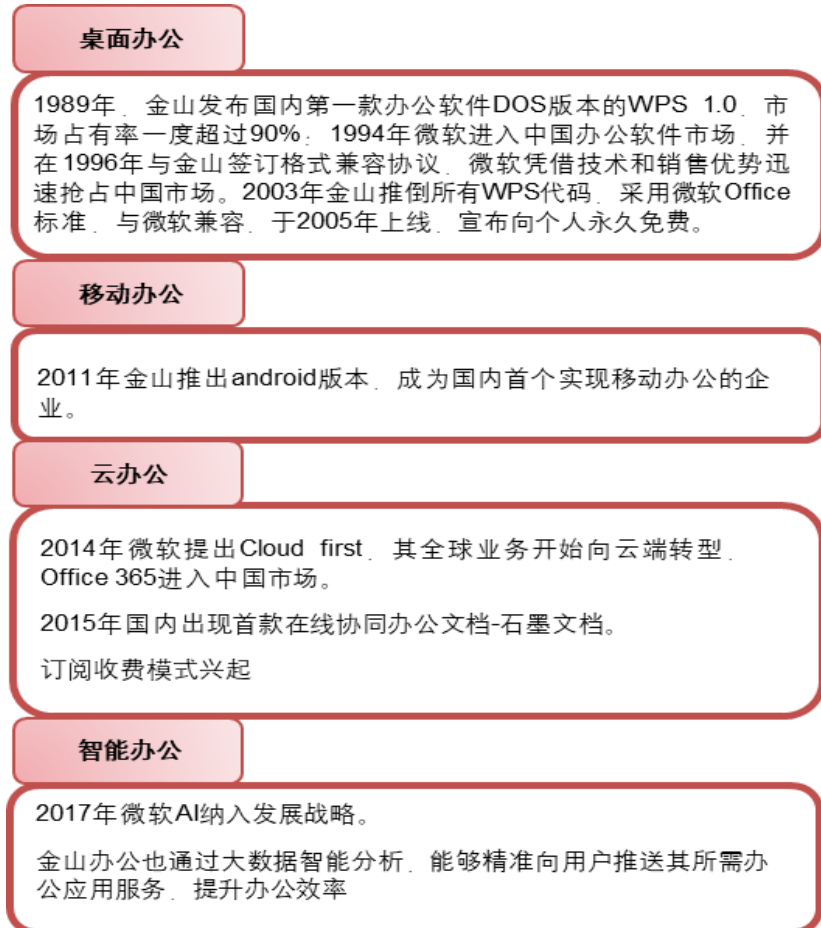 桌面办公
1989年，金山发布国内第一款办公软件DOS版本的WPS 1.0，市
场占有率一度超过90%；1994年微软进入中国办公软件市场，并
在1996年与金山签订格式兼容协议，微软凭借技术和销售优势迅
速抢占中国市场。2003年金山推倒所有WPS代码，采用微软Office
标准，与微软兼容，于2005年上线，宣布向个人永久免费。
移动办公
2011年金山推出android版本，成为国内首个实现移动办公的企
业。
云办公
2014年微软提出Cloud first，其全球业务开始向云端转型，
Office 365进入中国市场。
2015年国内出现首款在线协同办公文档-石墨文档。
订阅收费模式兴起
智能办公
2017年微软AI纳入发展战略。
金山办公也通过大数据智能分析，能够精准向用户推送其所需办
公应用服务，提升办公效率